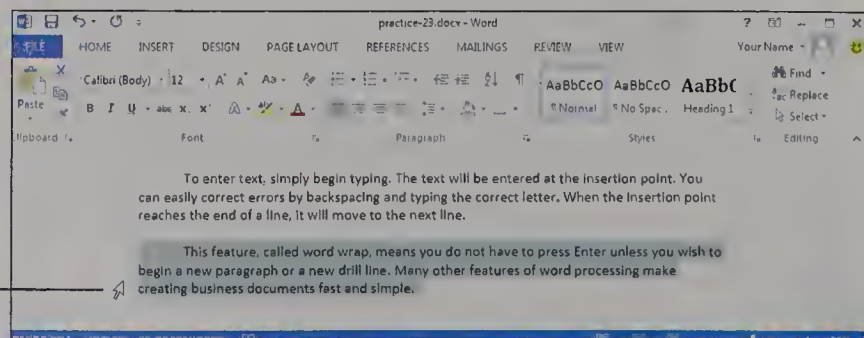 practice-23.docx - Word
FILE HOME INSERT DESIGN PAGE LAYOUT REFERENCES MAILINGS REVIEW VIEW Your Name
Calibri (Body) 12 A A Aa
Find
Paste
AaBbCcD AaBbCcD AaBbC
Replace
B I U abc X, X' A A
¶ Normal ¶ No Spac... Heading 1
Select
Clipboard Font Paragraph Styles Editing
To enter text, simply begin typing. The text will be entered at the insertion point. You
can easily correct errors by backspacing and typing the correct letter. When the insertion point
reaches the end of a line, it will move to the next line.
This feature, called word wrap, means you do not have to press Enter unless you wish to
begin a new paragraph or a new drill line. Many other features of word processing make
creating business documents fast and simple.